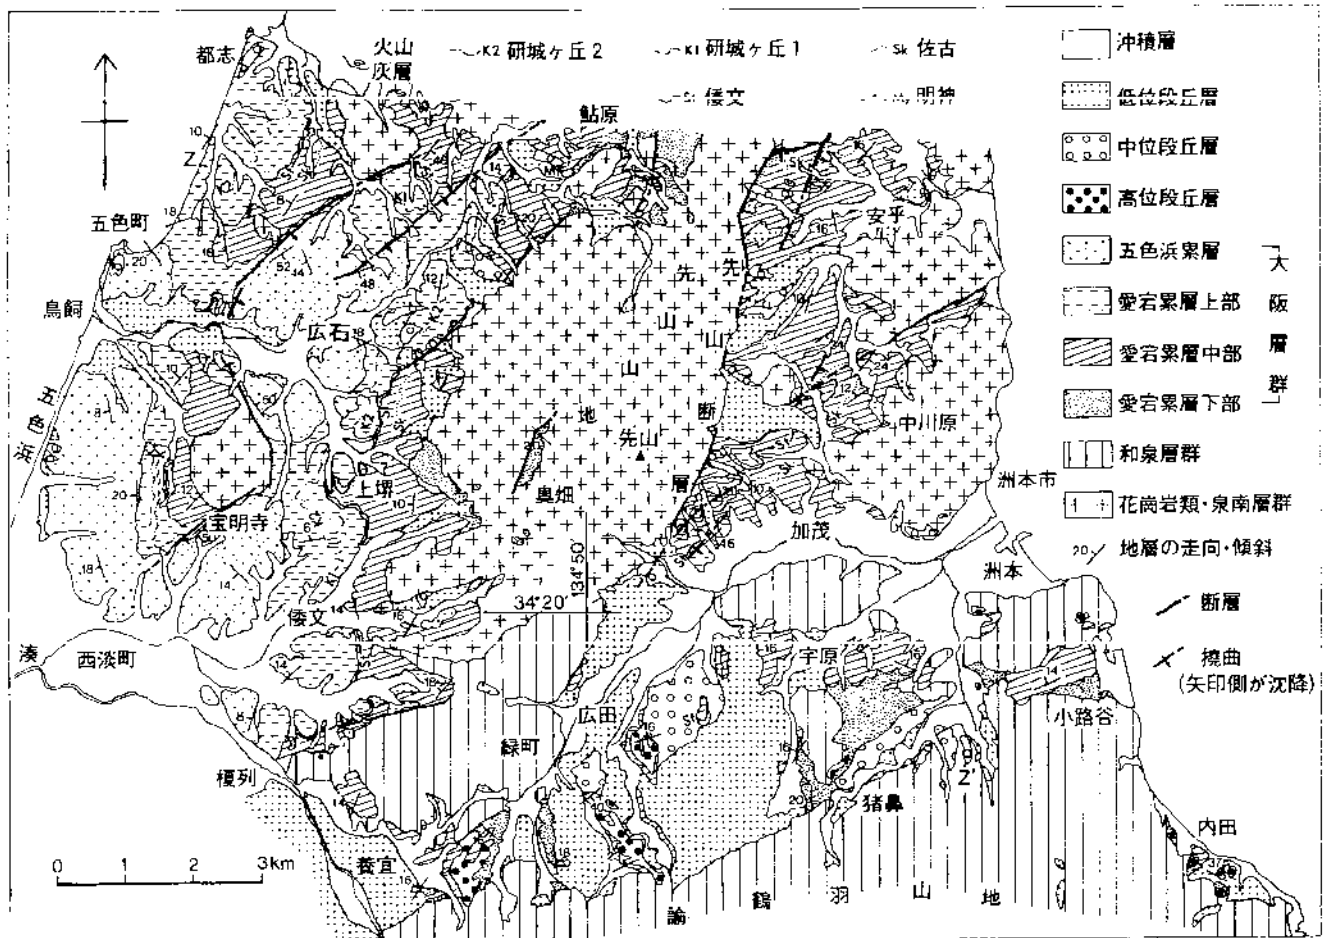 都志
火山
灰層
K2 研城ヶ丘2
K1 研城ヶ丘1
Sk 佐古
倭文
明神
鮎原
Z
五色町
鳥飼
広石
五色浜
安乎
先山山地
先山断層
先山
奥畑
上堺
宝明寺
中川原
洲本市
加茂
洲本
134°50'
34°20'
倭文
湊
西淡町
宇原
小路谷
広田
緑町
榎列
猪鼻
Z'
内田
養宜
諭鶴羽山地
0 1 2 3km
沖積層
低位段丘層
中位段丘層
高位段丘層
五色浜累層
愛宕累層上部
愛宕累層中部
愛宕累層下部
大阪層群
和泉層群
花崗岩類・泉南層群
20 地層の走向・傾斜
断層
撓曲
(矢印側が沈降)